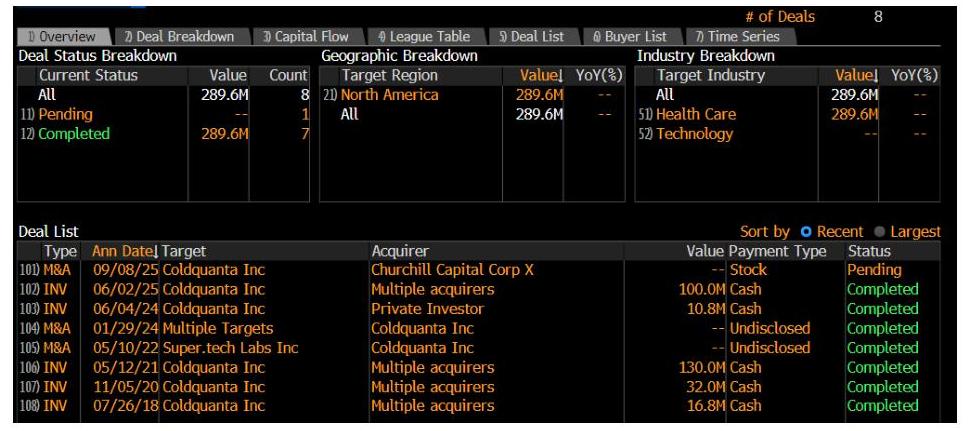 # of Deals 8
1) Overview 2) Deal Breakdown 3) Capital Flow 4) League Table 5) Deal List 6) Buyer List 7) Time Series
Deal Status Breakdown Geographic Breakdown Industry Breakdown
Current Status Value Count Target Region Value↓ YoY(%) Target Industry Value↓ YoY(%)
All 289.6M 8 21) North America 289.6M -- All 289.6M --
11) Pending -- 1 All 289.6M -- 51) Health Care 289.6M --
12) Completed 289.6M 7 52) Technology -- --
Deal List Sort by Recent Largest
Type Ann Date↓ Target Acquirer Value Payment Type Status
101) M&A 09/08/25 Coldquanta Inc Churchill Capital Corp X -- Stock Pending
102) INV 06/02/25 Coldquanta Inc Multiple acquirers 100.0M Cash Completed
103) INV 06/04/24 Coldquanta Inc Private Investor 10.8M Cash Completed
104) M&A 01/29/24 Multiple Targets Coldquanta Inc -- Undisclosed Completed
105) M&A 05/10/22 Super.tech Labs Inc Coldquanta Inc -- Undisclosed Completed
106) INV 05/12/21 Coldquanta Inc Multiple acquirers 130.0M Cash Completed
107) INV 11/05/20 Coldquanta Inc Multiple acquirers 32.0M Cash Completed
108) INV 07/26/18 Coldquanta Inc Multiple acquirers 16.8M Cash Completed